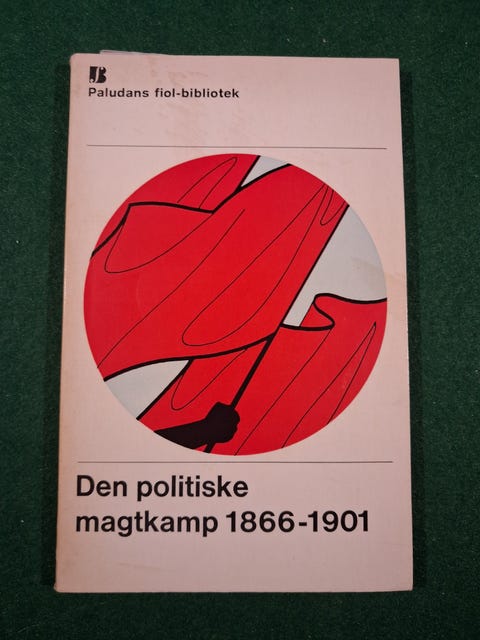 Paludans fiol-bibliotek
Den politiske
magtkamp 1866-1901